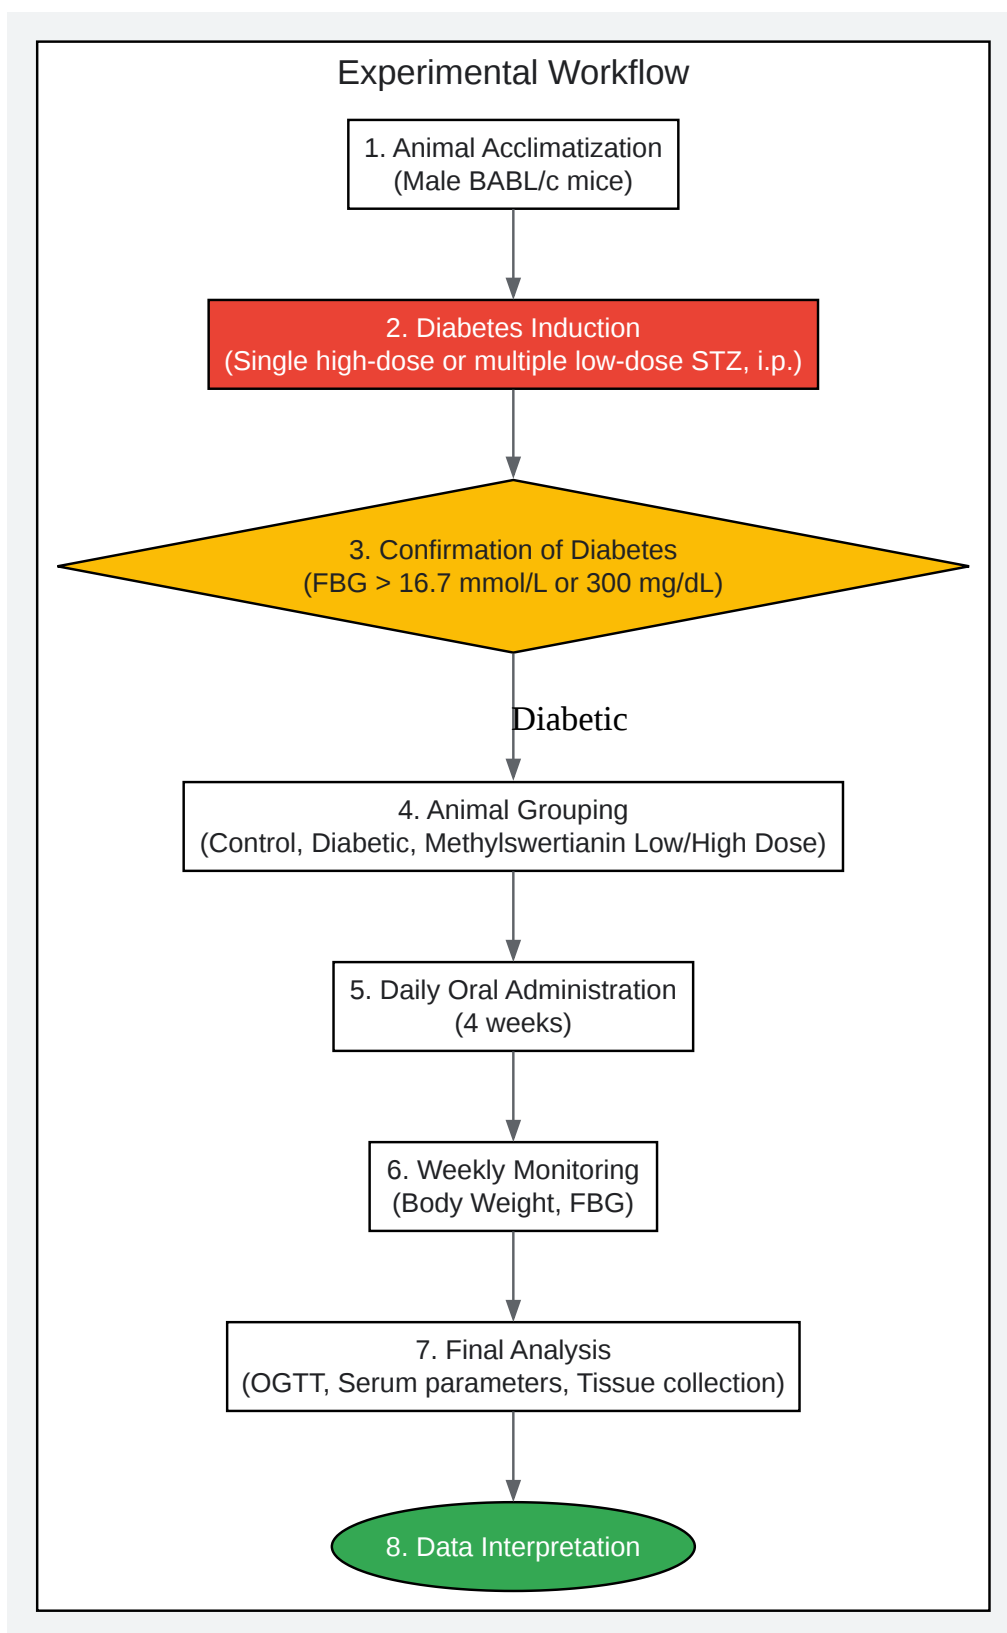 Experimental Workflow
1. Animal Acclimatization
(Male BABL/c mice)
2. Diabetes Induction
(Single high-dose or multiple low-dose STZ, i.p.)
3. Confirmation of Diabetes
(FBG > 16.7 mmol/L or 300 mg/dL)
Diabetic
4. Animal Grouping
(Control, Diabetic, Methylswertianin Low/High Dose)
5. Daily Oral Administration
(4 weeks)
6. Weekly Monitoring
(Body Weight, FBG)
7. Final Analysis
(OGTT, Serum parameters, Tissue collection)
8. Data Interpretation